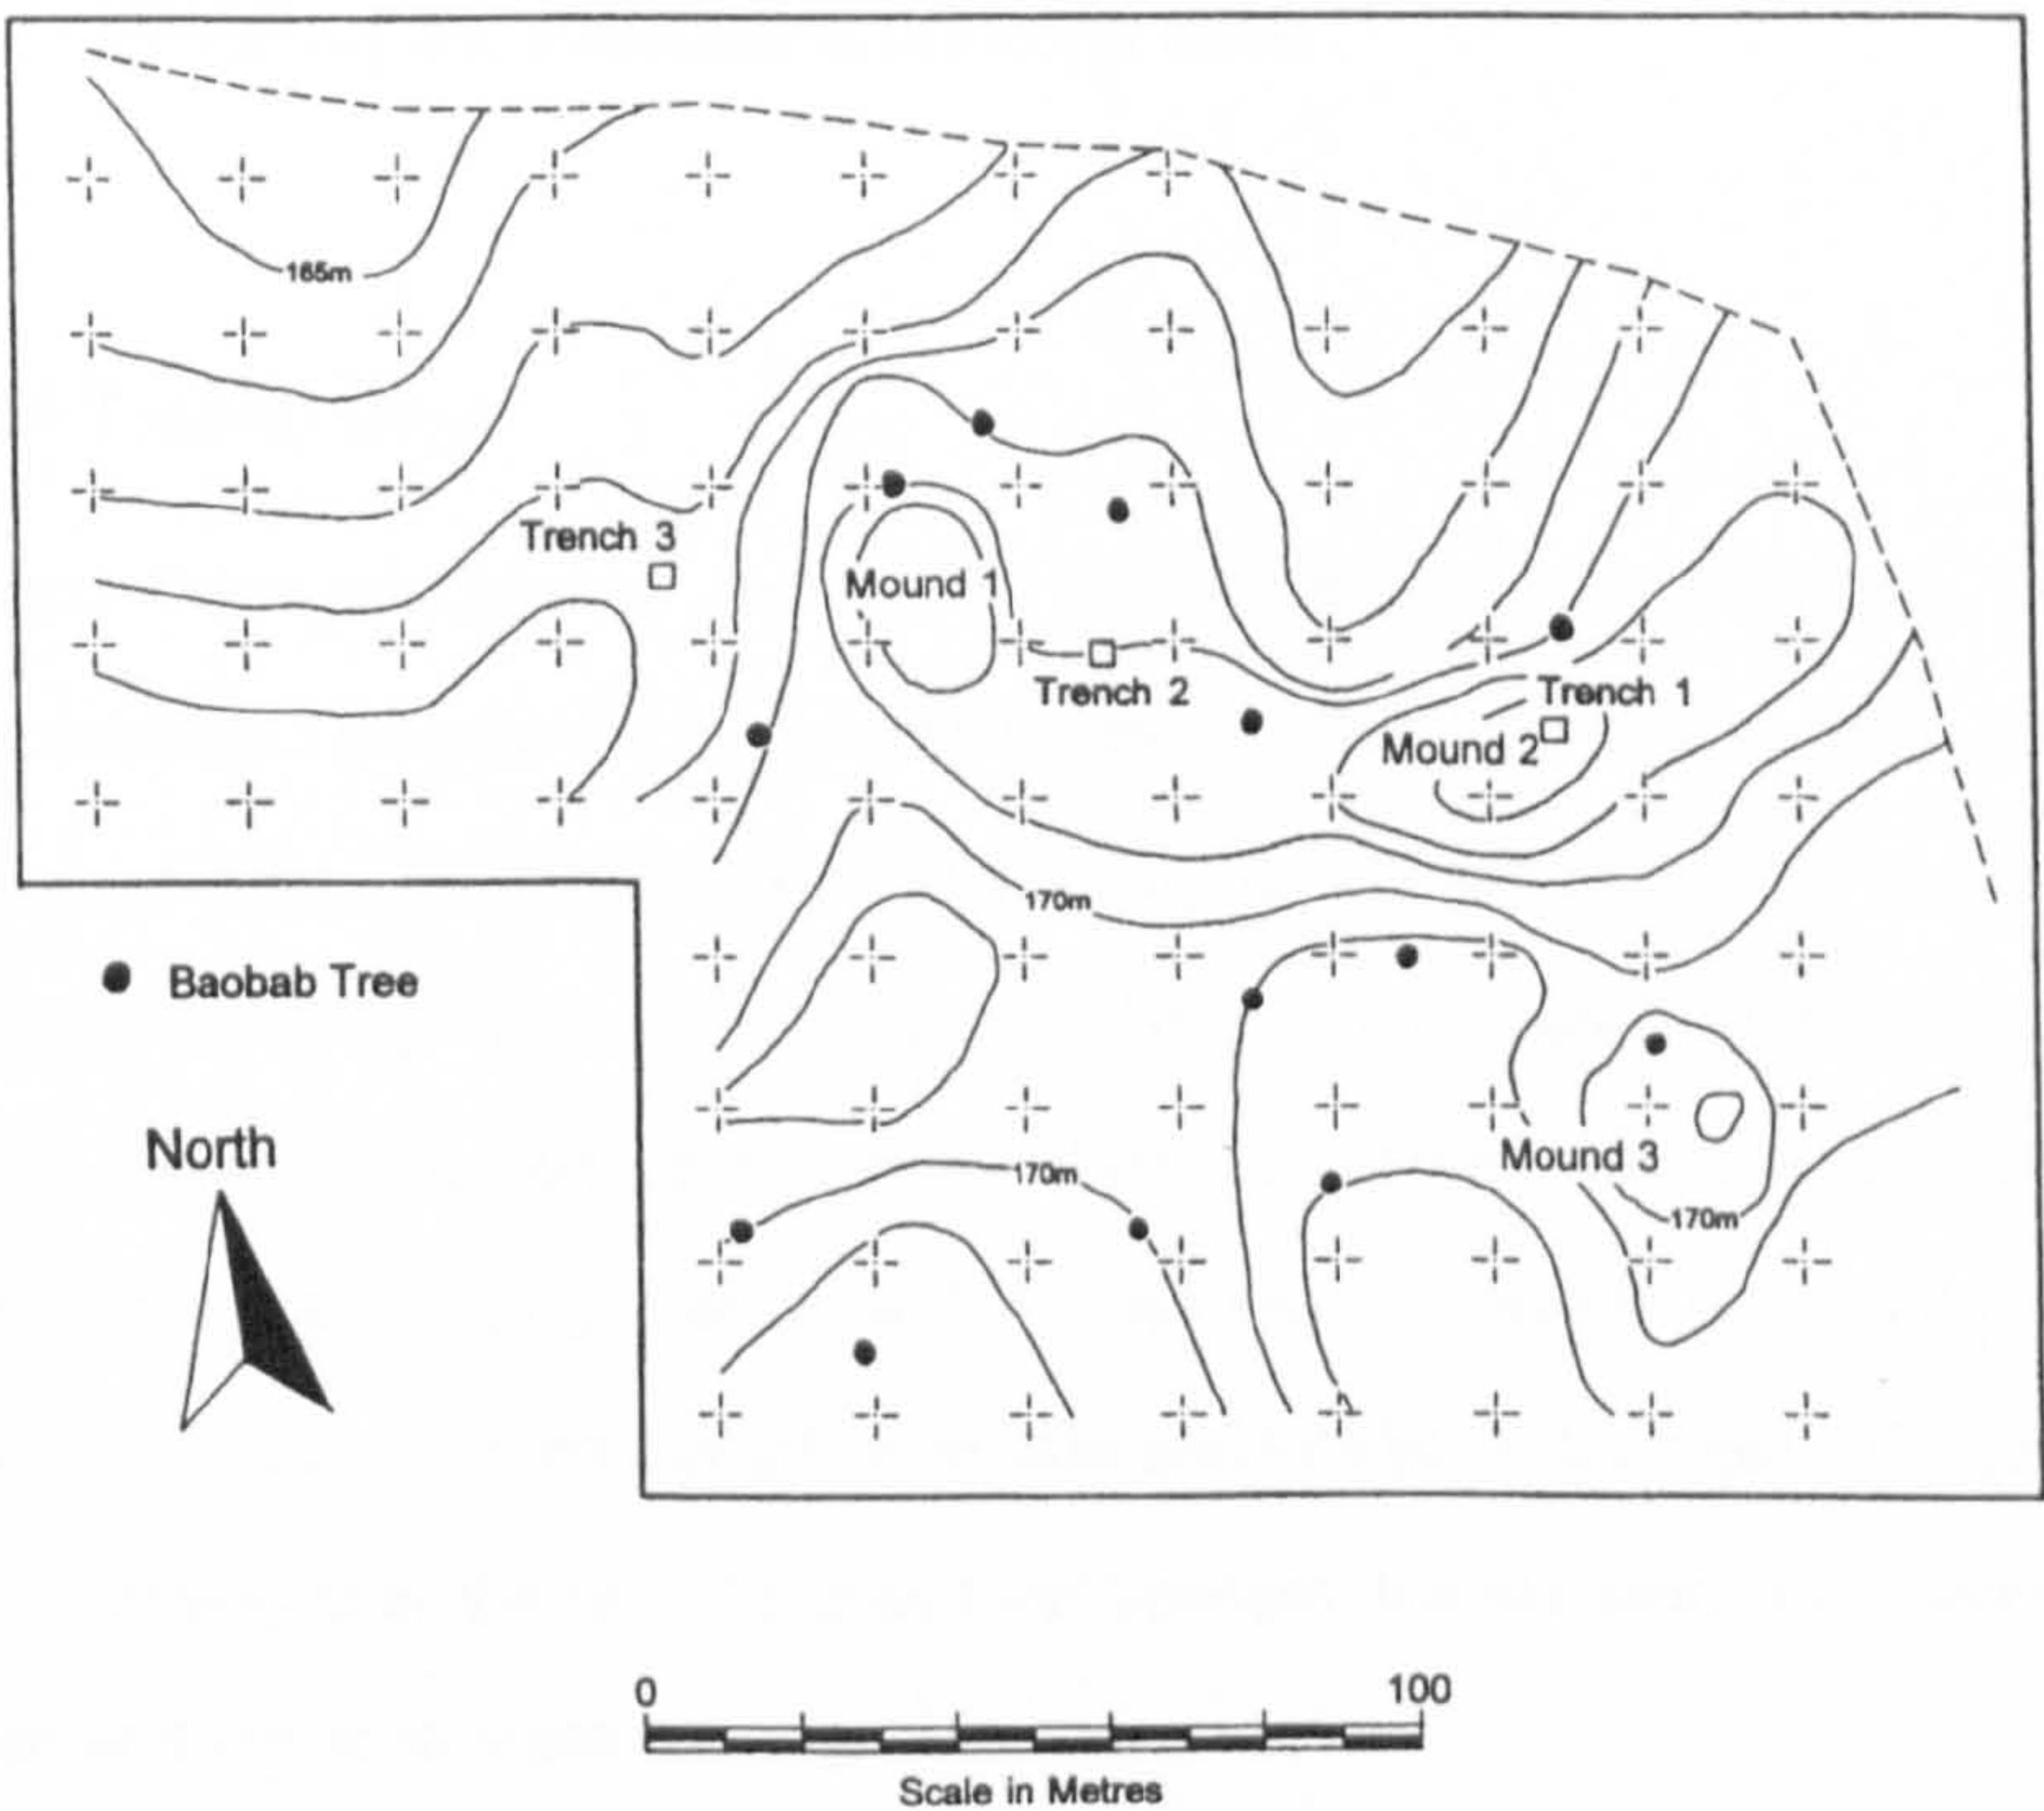 165m
Trench 3
Mound 1
Trench 2
Trench 1
Mound 2
170m
Baobab Tree
North
Mound 3
170m
170m
0 100
Scale in Metres